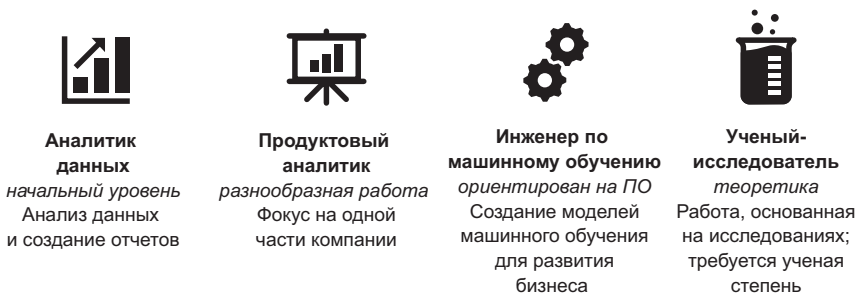 Аналитик
данных
начальный уровень
Анализ данных
и создание отчетов
Продуктовый
аналитик
разнообразная работа
Фокус на одной
части компании
Инженер по
машинному обучению
ориентирован на ПО
Создание моделей
машинного обучения
для развития
бизнеса
Ученый-
исследователь
теоретика
Работа, основанная
на исследованиях;
требуется ученая
степень